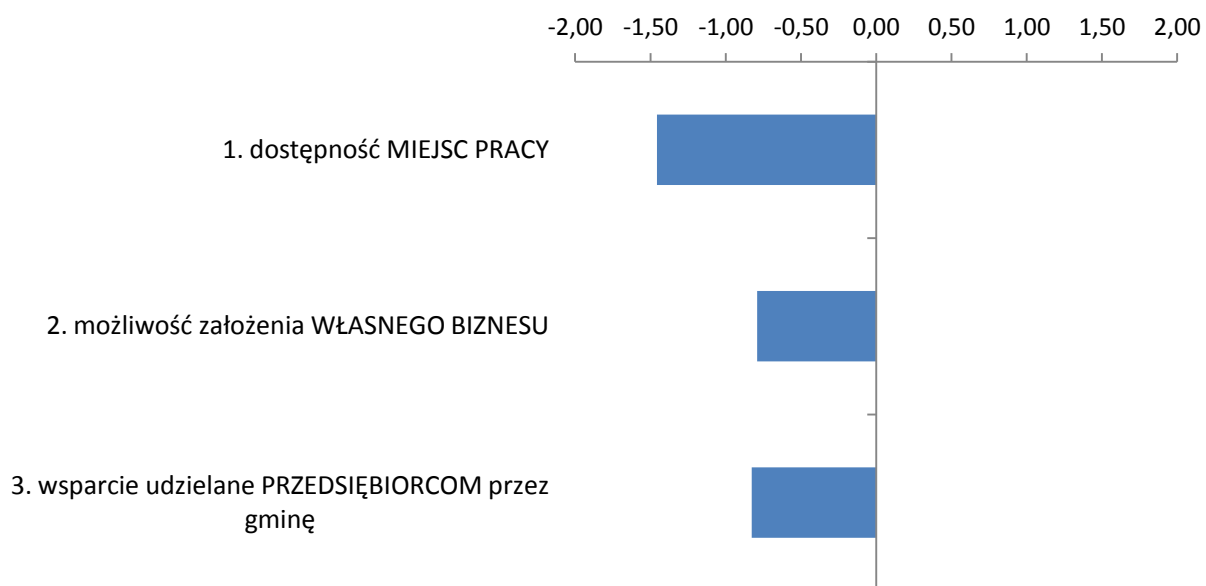 -2,00 -1,50 -1,00 -0,50 0,00 0,50 1,00 1,50 2,00
1. dostępność MIEJSC PRACY
2. możliwość założenia WŁASNEGO BIZNESU
3. wsparcie udzielane PRZEDSIĘBIORCOM przez
gminę